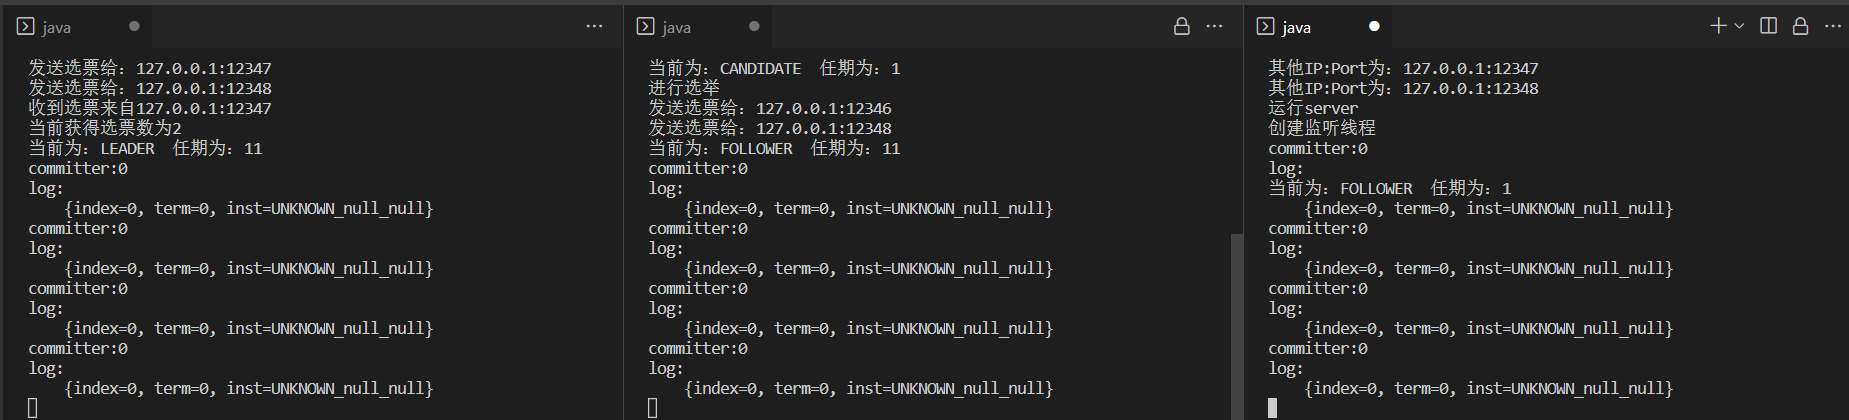 java
发送选票给：127.0.0.1:12347
发送选票给：127.0.0.1:12348
收到选票来自127.0.0.1:12347
当前获得选票数为2
当前为：LEADER  任期为：11
committer:0
log:
    {index=0, term=0, inst=UNKNOWN_null_null}
committer:0
log:
    {index=0, term=0, inst=UNKNOWN_null_null}
committer:0
log:
    {index=0, term=0, inst=UNKNOWN_null_null}
committer:0
log:
    {index=0, term=0, inst=UNKNOWN_null_null}
java
当前为：CANDIDATE  任期为：1
进行选举
发送选票给：127.0.0.1:12346
发送选票给：127.0.0.1:12348
当前为：FOLLOWER  任期为：11
committer:0
log:
    {index=0, term=0, inst=UNKNOWN_null_null}
committer:0
log:
    {index=0, term=0, inst=UNKNOWN_null_null}
committer:0
log:
    {index=0, term=0, inst=UNKNOWN_null_null}
committer:0
log:
    {index=0, term=0, inst=UNKNOWN_null_null}
java
其他IP:Port为：127.0.0.1:12347
其他IP:Port为：127.0.0.1:12348
运行server
创建监听线程
committer:0
log:
当前为：FOLLOWER  任期为：1
    {index=0, term=0, inst=UNKNOWN_null_null}
committer:0
log:
    {index=0, term=0, inst=UNKNOWN_null_null}
committer:0
log:
    {index=0, term=0, inst=UNKNOWN_null_null}
committer:0
log:
    {index=0, term=0, inst=UNKNOWN_null_null}